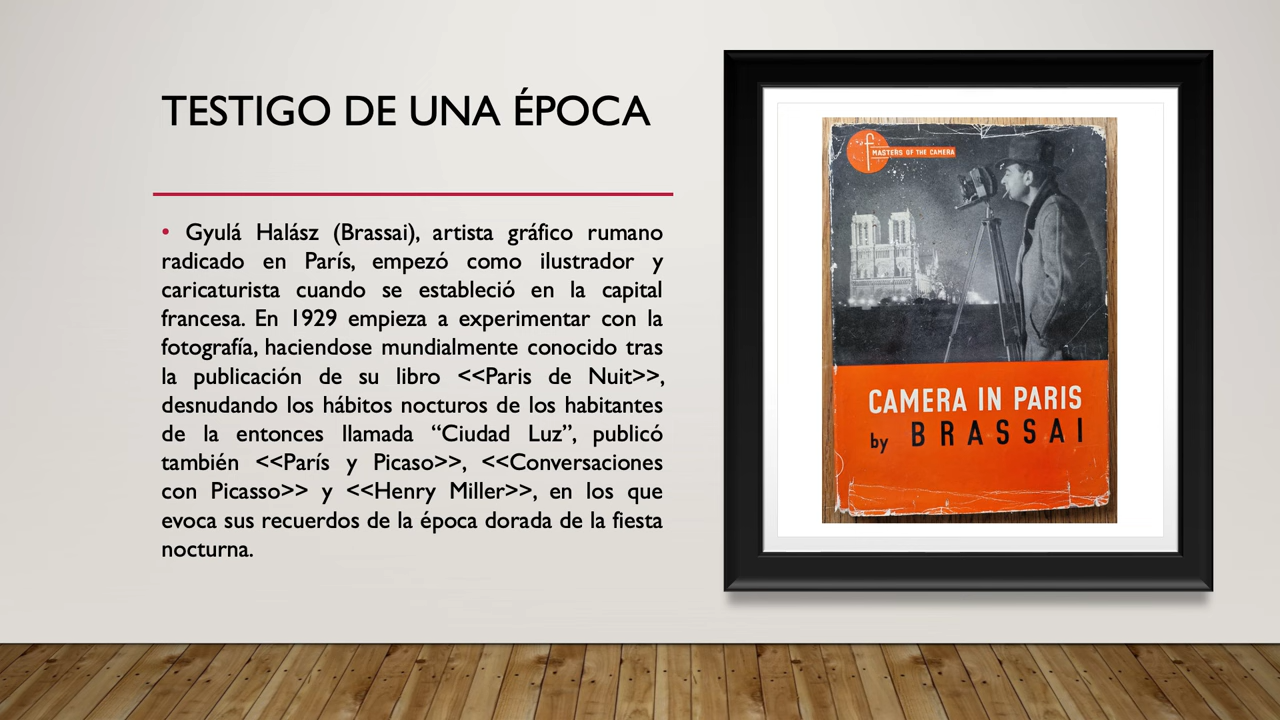 TESTIGO DE UNA ÉPOCA
• Gyulá Halász (Brassai), artista gráfico rumano
radicado en París, empezó como ilustrador y
caricaturista cuando se estableció en la capital
francesa. En 1929 empieza a experimentar con la
fotografía, haciendose mundialmente conocido tras
la publicación de su libro <<Paris de Nuit>>,
desnudando los hábitos nocturos de los habitantes
de la entonces llamada “Ciudad Luz”, publicó
también <<París y Picaso>>, <<Conversaciones
con Picasso>> y <<Henry Miller>>, en los que
evoca sus recuerdos de la época dorada de la fiesta
nocturna.
f
MASTERS OF THE CAMERA
CAMERA IN PARIS
by BRASSAI